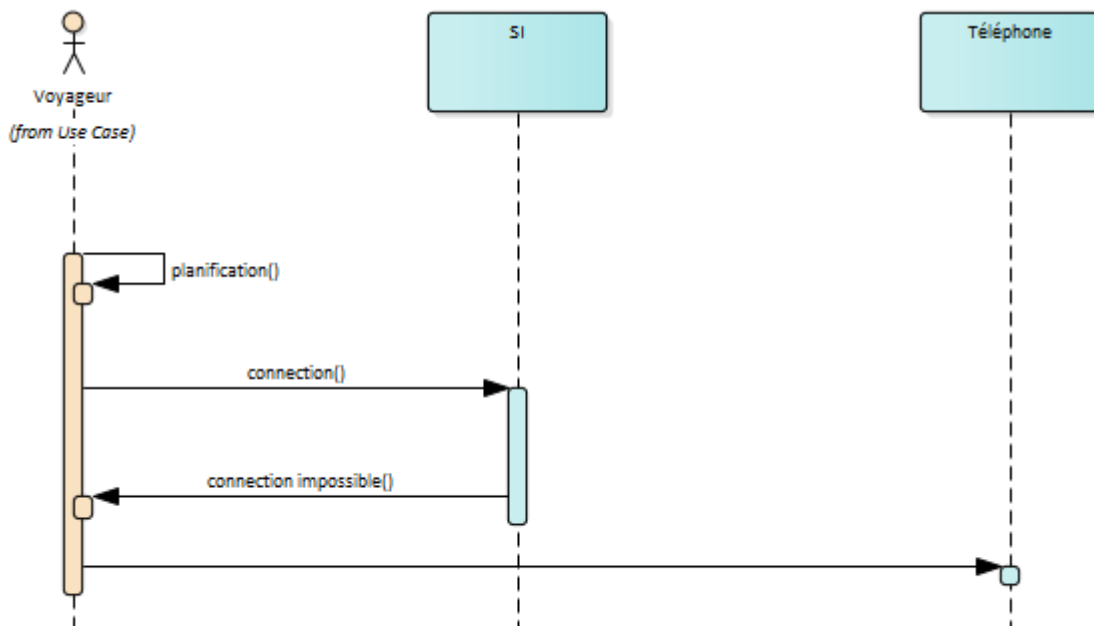 Voyageur
(from Use Case)
SI
Téléphone
planification()
connection()
connection impossible()